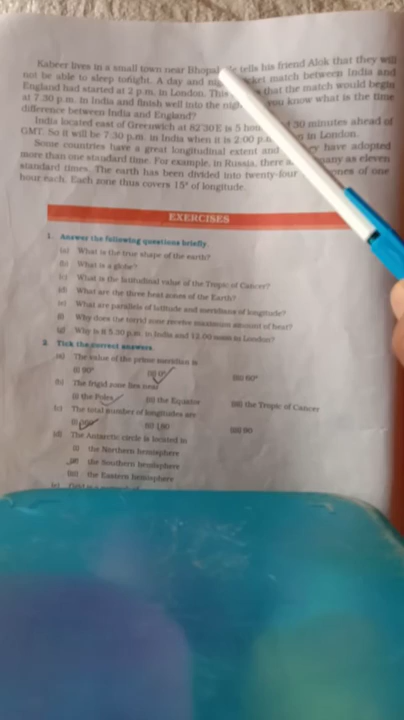 Kabeer lives in a small town near Bhopal tells his friend Alok that they will
not be able to sleep tonight. A day and cricket match between India and
England had started at 2 p.m. in London. This that the match would begin
at 7.30 p.m. in India and finish well into the you know what is the time
difference between India and England?
India located east of Greenwich at 82°30'E is 5 30 minutes ahead of
GMT. So it will be 7:30 p.m. in India when it is 2:00 p.m. in London.
Some countries have a great longitudinal extent and have adopted
more than one standard time. For example, in Russia, there many as eleven
standard times. The earth has been divided into twenty-four of one
hour each. Each zone thus covers 15° of longitude.
EXERCISES
1. Answer the following questions briefly.
(a) What is the true shape of the earth?
(b) What is a globe?
(c) What is the latitudinal value of the Tropic of Cancer?
(d) What are the three heat zones of the Earth?
(e) What are parallels of latitude and meridians of longitude?
(f) Why does the torrid zone receive maximum amount of heat?
(g) Why is it 5.30 p.m. in India and 12.00 noon in London?
2. Tick the correct answers.
(a) The value of the prime meridian is
(i) 90° (ii) 0° (iii) 60°
(b) The frigid zone lies near
(i) the Poles (ii) the Equator (iii) the Tropic of Cancer
(c) The total number of longitudes are
(i) 360 (ii) 180 (iii) 90
(d) The Antarctic circle is located in
(i) the Northern hemisphere
(ii) the Southern hemisphere
(iii) the Eastern hemisphere